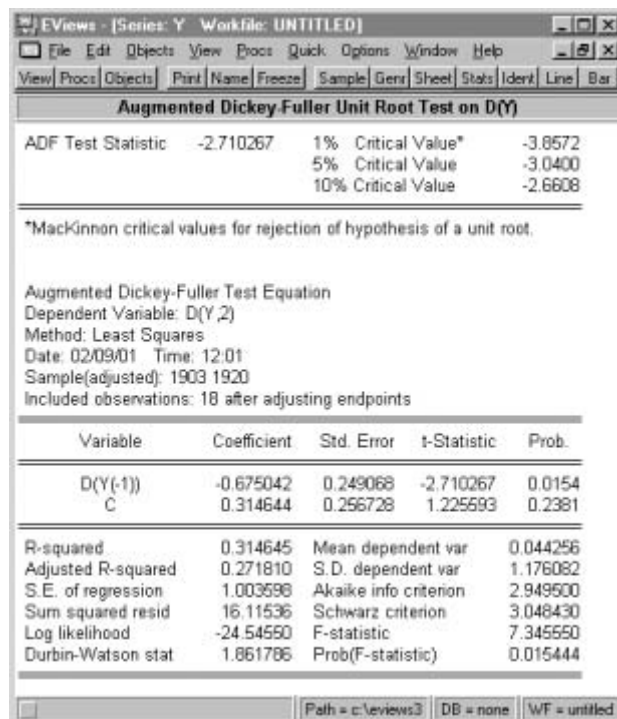 EViews - [Series: Y Workfile: UNTITLED]
File Edit Objects View Procs Quick Options Window Help
View Procs Objects Print Name Freeze Sample Genr Sheet Stats Ident Line Bar
Augmented Dickey-Fuller Unit Root Test on D(Y)
ADF Test Statistic -2.710267 1% Critical Value* -3.8572
5% Critical Value -3.0400
10% Critical Value -2.6608
*MacKinnon critical values for rejection of hypothesis of a unit root.
Augmented Dickey-Fuller Test Equation
Dependent Variable: D(Y,2)
Method: Least Squares
Date: 02/09/01 Time: 12:01
Sample(adjusted): 1903 1920
Included observations: 18 after adjusting endpoints
Variable Coefficient Std. Error t-Statistic Prob.
D(Y(-1)) -0.675042 0.249068 -2.710267 0.0154
C 0.314644 0.256728 1.225593 0.2381
R-squared 0.314645 Mean dependent var 0.044256
Adjusted R-squared 0.271810 S.D. dependent var 1.176082
S.E. of regression 1.003598 Akaike info criterion 2.949500
Sum squared resid 16.11536 Schwarz criterion 3.048430
Log likelihood -24.54550 F-statistic 7.345550
Durbin-Watson stat 1.861786 Prob(F-statistic) 0.015444
Path = c:\eviews3 DB = none WF = untitled